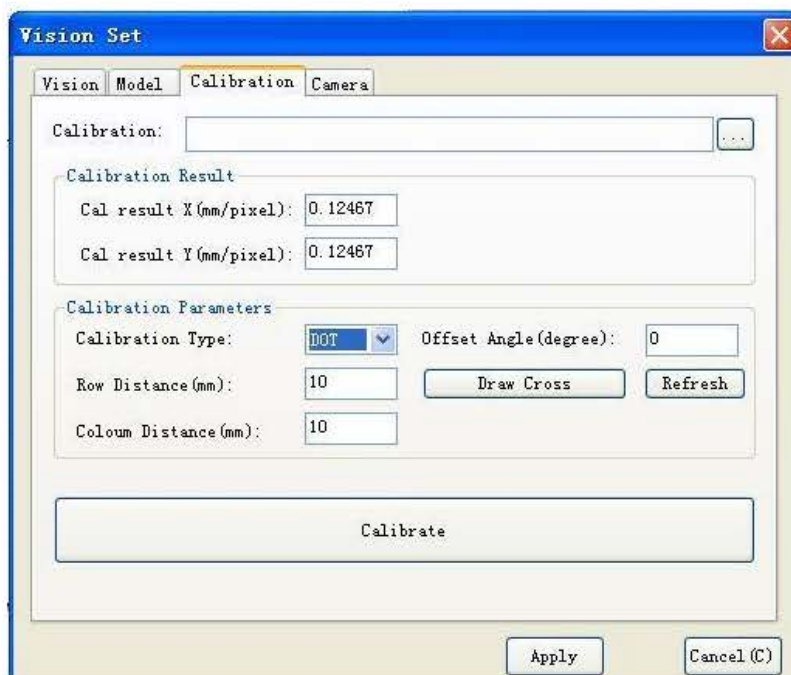 Vision Set
Vision Model Calibration Camera
Calibration: ...
Calibration Result
Cal result X(mm/pixel): 0.12467
Cal result Y(mm/pixel): 0.12467
Calibration Parameters
Calibration Type: DOT Offset Angle(degree): 0
Row Distance(mm): 10 Draw Cross Refresh
Coloum Distance(mm): 10
Calibrate
Apply Cancel(C)